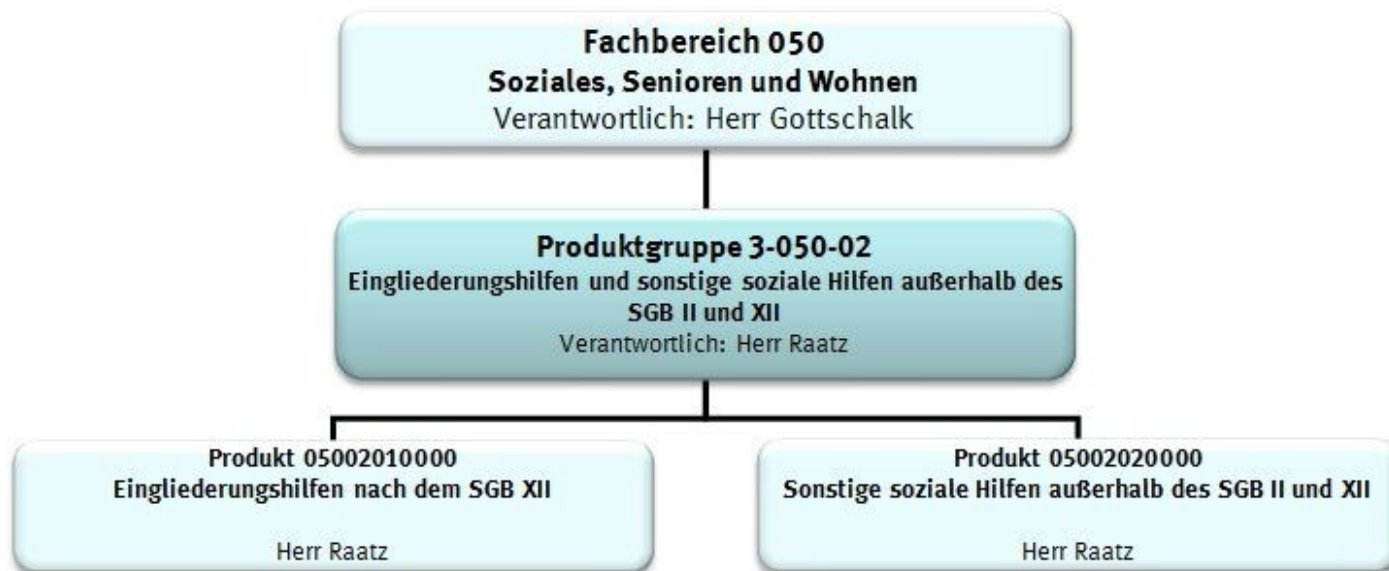 Fachbereich 050
Soziales, Senioren und Wohnen
Verantwortlich: Herr Gottschalk
Produktgruppe 3-050-02
Eingliederungshilfen und sonstige soziale Hilfen außerhalb des
SGB II und XII
Verantwortlich: Herr Raatz
Produkt 05002010000
Eingliederungshilfen nach dem SGB XII
Herr Raatz
Produkt 05002020000
Sonstige soziale Hilfen außerhalb des SGB II und XII
Herr Raatz